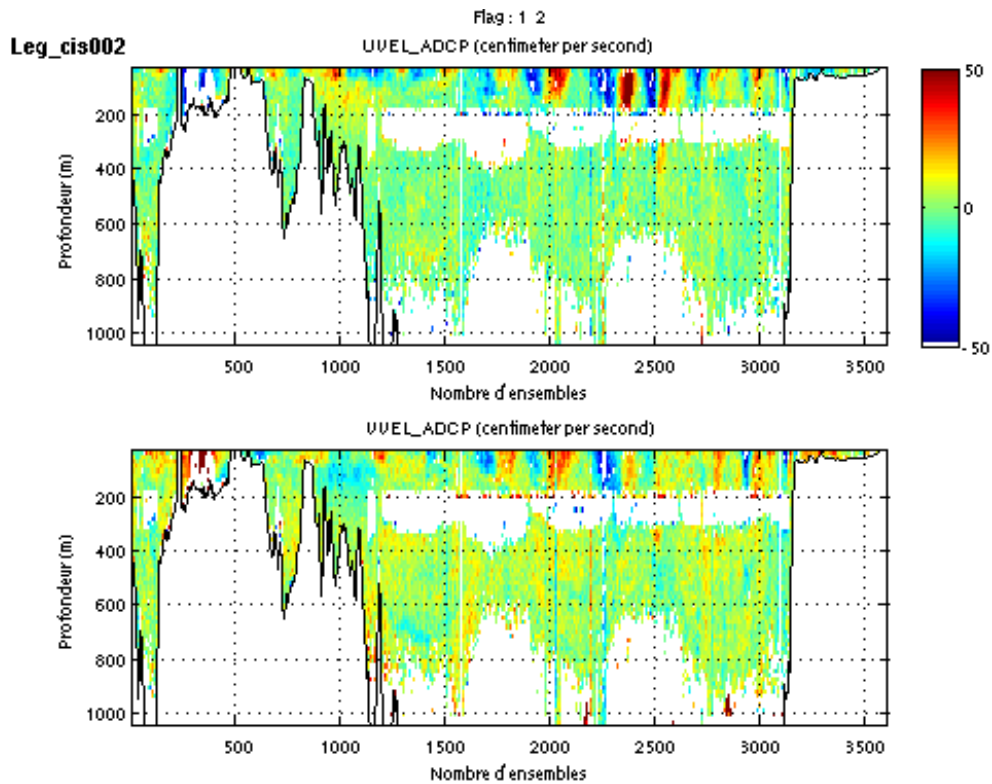 Flag : 1 2
Leg_cis002
UVEL_ADCP (centimeter per second)
200
400
600
800
1000
Profondeur (m)
500 1000 1500 2000 2500 3000 3500
Nombre d'ensembles
50
0
-50
VVEL_ADCP (centimeter per second)
200
400
600
800
1000
Profondeur (m)
500 1000 1500 2000 2500 3000 3500
Nombre d'ensembles